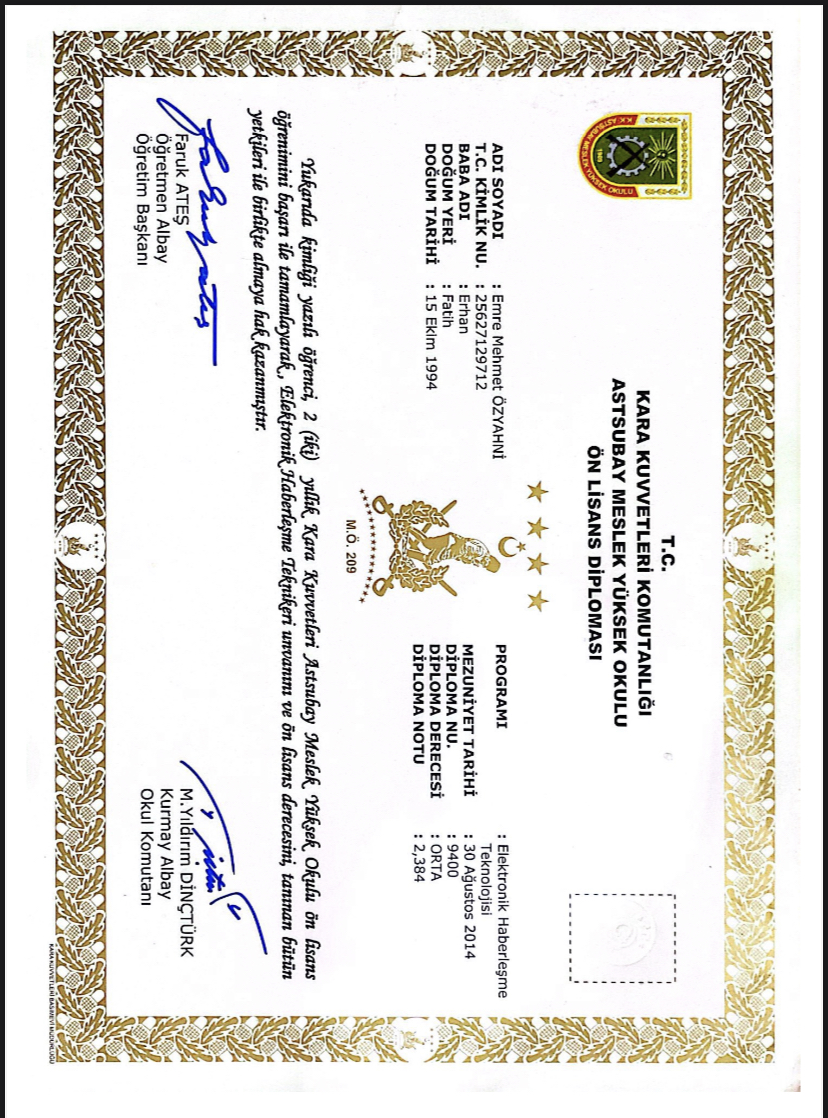 T.C.
KARA KUVVETLERİ KOMUTANLIĞI
ASTSUBAY MESLEK YÜKSEK OKULU
ÖN LİSANS DİPLOMASI
K.K. ASTSUBAY MESLEK YÜKSEK OKULU
ADI SOYADI : Emre Mehmet ÖZYAHNİ
T.C. KİMLİK NU. : 25627129712
BABA ADI : Erhan
DOĞUM YERİ : Fatih
DOĞUM TARİHİ : 15 Ekim 1994
PROGRAMI : Elektronik Haberleşme
Teknolojisi
MEZUNİYET TARİHİ : 30 Ağustos 2014
DİPLOMA NU. : 9400
DİPLOMA DERECESİ : ORTA
DİPLOMA NOTU : 2,384
M.Ö. 209
Yukarıda kimliği yazılı öğrenci, 2 (iki) yıllık Kara Kuvvetleri Astsubay Meslek Yüksek Okulu ön lisans
öğrenimini başarı ile tamamlayarak, Elektronik Haberleşme Teknikeri unvanını ve ön lisans derecesini, tanınan bütün
yetkileri ile birlikte almaya hak kazanmıştır.
Faruk ATEŞ
Öğretmen Albay
Öğretim Başkanı
M.Yıldırım DİNÇTÜRK
Kurmay Albay
Okul Komutanı
KARA KUVVETLERİ BASIMEVİ MÜDÜRLÜĞÜ